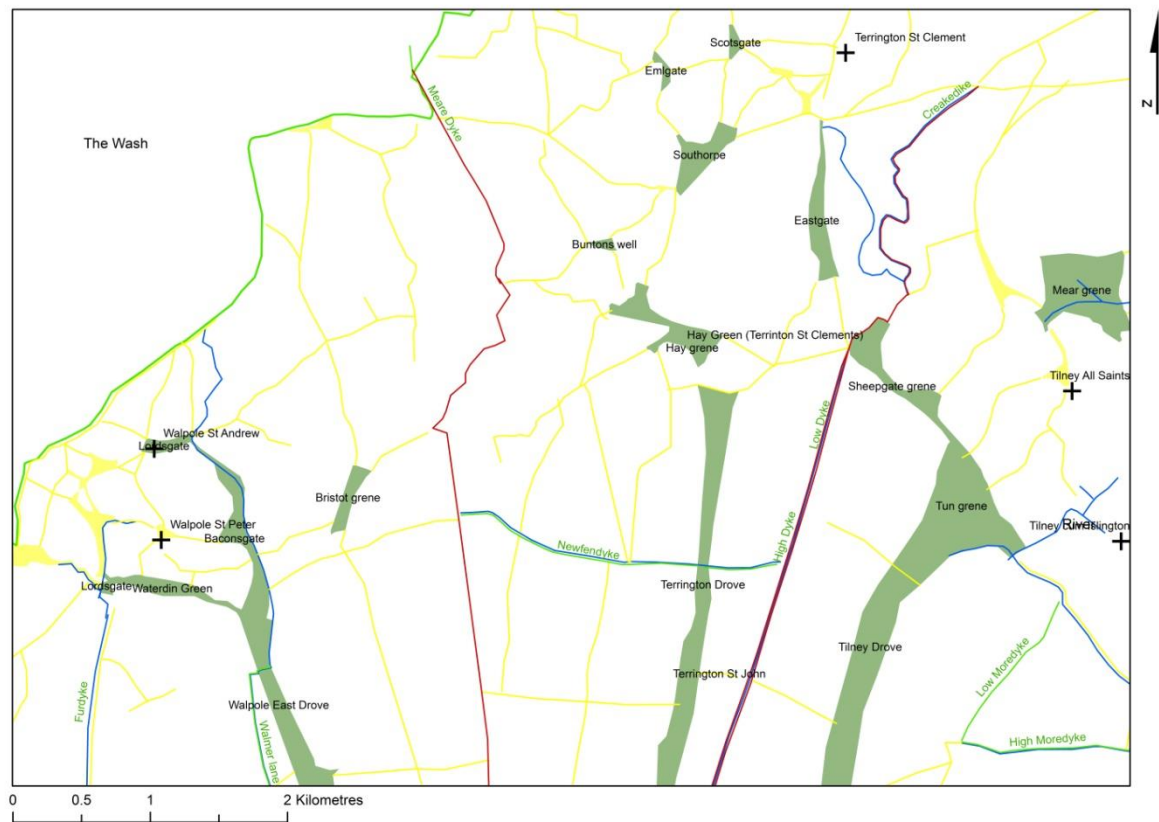 Scotsgate
Terrington St Clement
Emlgate
Meare Dyke
Creakedike
The Wash
Southorpe
Eastgate
Buntons well
Mear grene
Hay Green (Terrinton St Clements)
Hay grene
Sheepgate grene
Tilney All Saints
Low Dyke
Walpole St Andrew
Lordsgate
Bristot grene
Tun grene
Walpole St Peter
River
Baconsgate
Newfendyke
High Dyke
Lordsgate
Waterdin Green
Terrington Drove
Tilney Drove
Low Moredyke
Terrington St John
Furdyke
Walpole East Drove
Walmer lane
High Moredyke
0 0.5 1 2 Kilometres
z